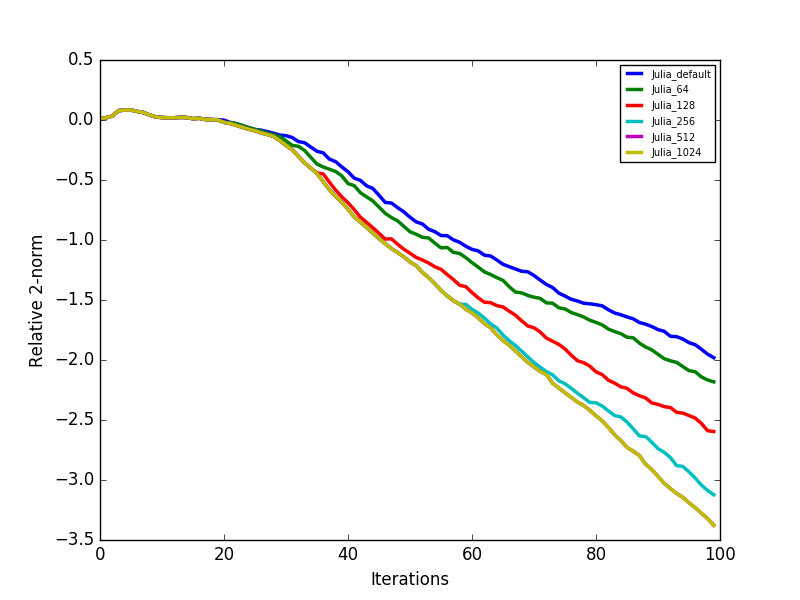 0.5
0.0
−0.5
−1.0
−1.5
−2.0
−2.5
−3.0
−3.5
Relative 2-norm
0 20 40 60 80 100
Iterations
Julia_default
Julia_64
Julia_128
Julia_256
Julia_512
Julia_1024